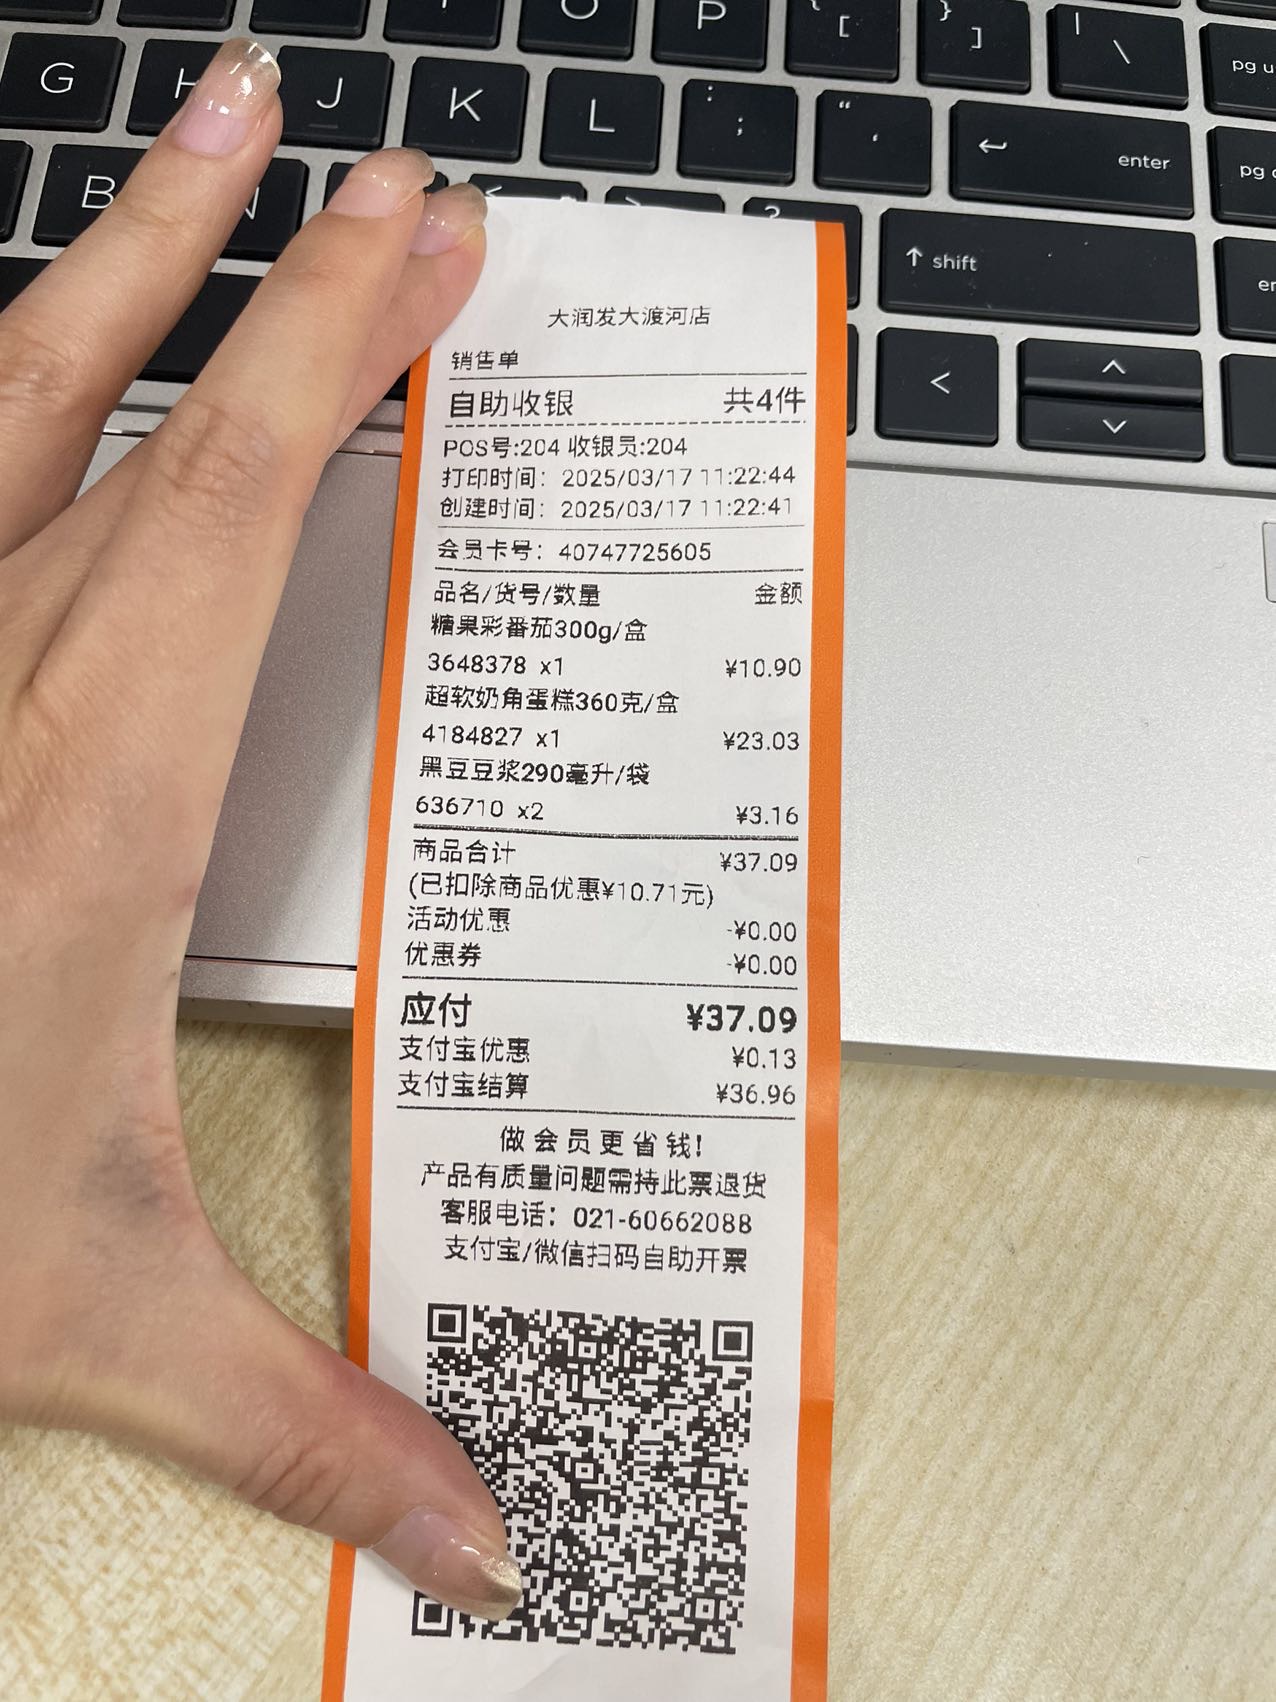 O P { [ } ] | \
G H J K L : ; " ' enter
pg u
B N < > ?
pg
↑ shift
en
<
^
v
大润发大渡河店
销售单
自助收银 共4件
POS号:204 收银员:204
打印时间: 2025/03/17 11:22:44
创建时间: 2025/03/17 11:22:41
会员卡号: 40747725605
品名/货号/数量 金额
糖果彩番茄300g/盒
3648378 x1 ¥10.90
超软奶角蛋糕360克/盒
4184827 x1 ¥23.03
黑豆豆浆290毫升/袋
636710 x2 ¥3.16
商品合计 ¥37.09
(已扣除商品优惠¥10.71元)
活动优惠 -¥0.00
优惠券 -¥0.00
应付 ¥37.09
支付宝优惠 ¥0.13
支付宝结算 ¥36.96
做会员更省钱!
产品有质量问题需持此票退货
客服电话: 021-60662088
支付宝/微信扫码自助开票